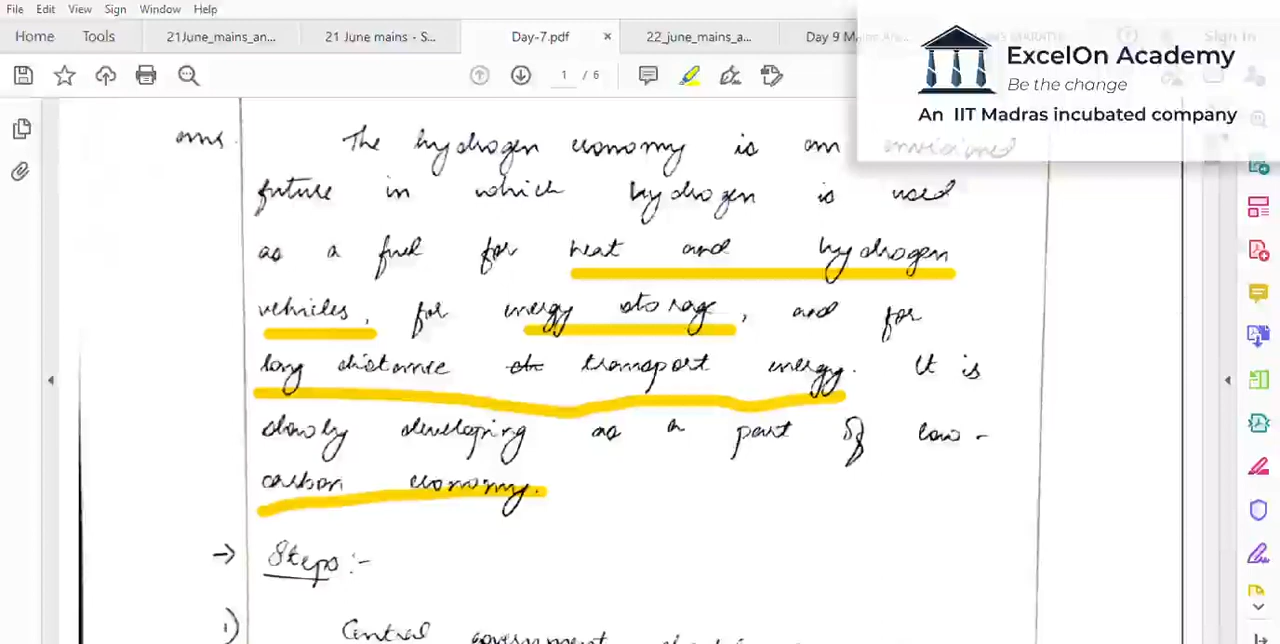 File Edit View Sign Window Help
Home Tools 21June_mains_an... 21 June mains - S... Day-7.pdf × 22_june_mains_a... Day 9 M
1 / 6
ExcelOn Academy
Be the change
An IIT Madras incubated company
ans. The hydrogen economy is an envisioned
future in which hydrogen is used
as a fuel for heat and hydrogen
vehicles, for energy storage, and for
long distance transport energy. It is
slowly developing as a part of low-
carbon economy.
→ Steps :-
1) Central government